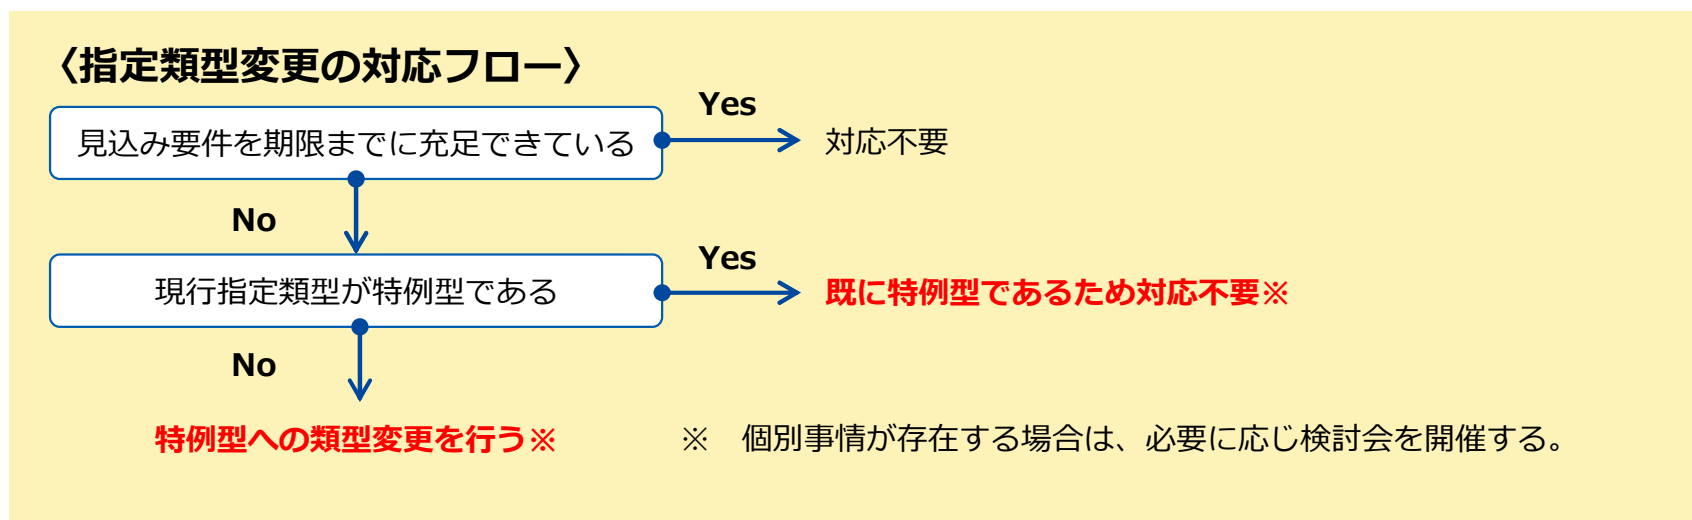 〈指定類型変更の対応フロー〉
見込み要件を期限までに充足できている
Yes
対応不要
No
現行指定類型が特例型である
Yes
既に特例型であるため対応不要※
No
特例型への類型変更を行う※
※　個別事情が存在する場合は、必要に応じ検討会を開催する。